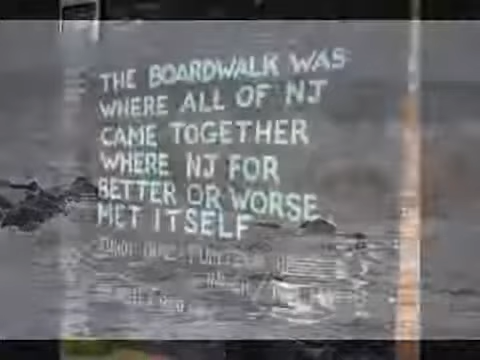 THE BOARDWALK WAS
WHERE ALL OF NJ
CAME TOGETHER
WHERE NJ FOR
BETTER OR WORSE
MET ITSELF